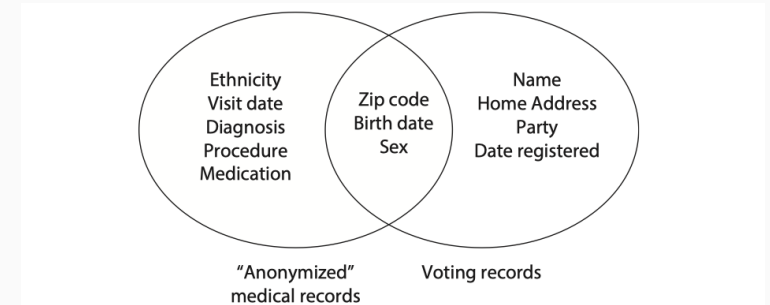 Ethnicity
Visit date
Diagnosis
Procedure
Medication
Zip code
Birth date
Sex
Name
Home Address
Party
Date registered
“Anonymized”
medical records
Voting records